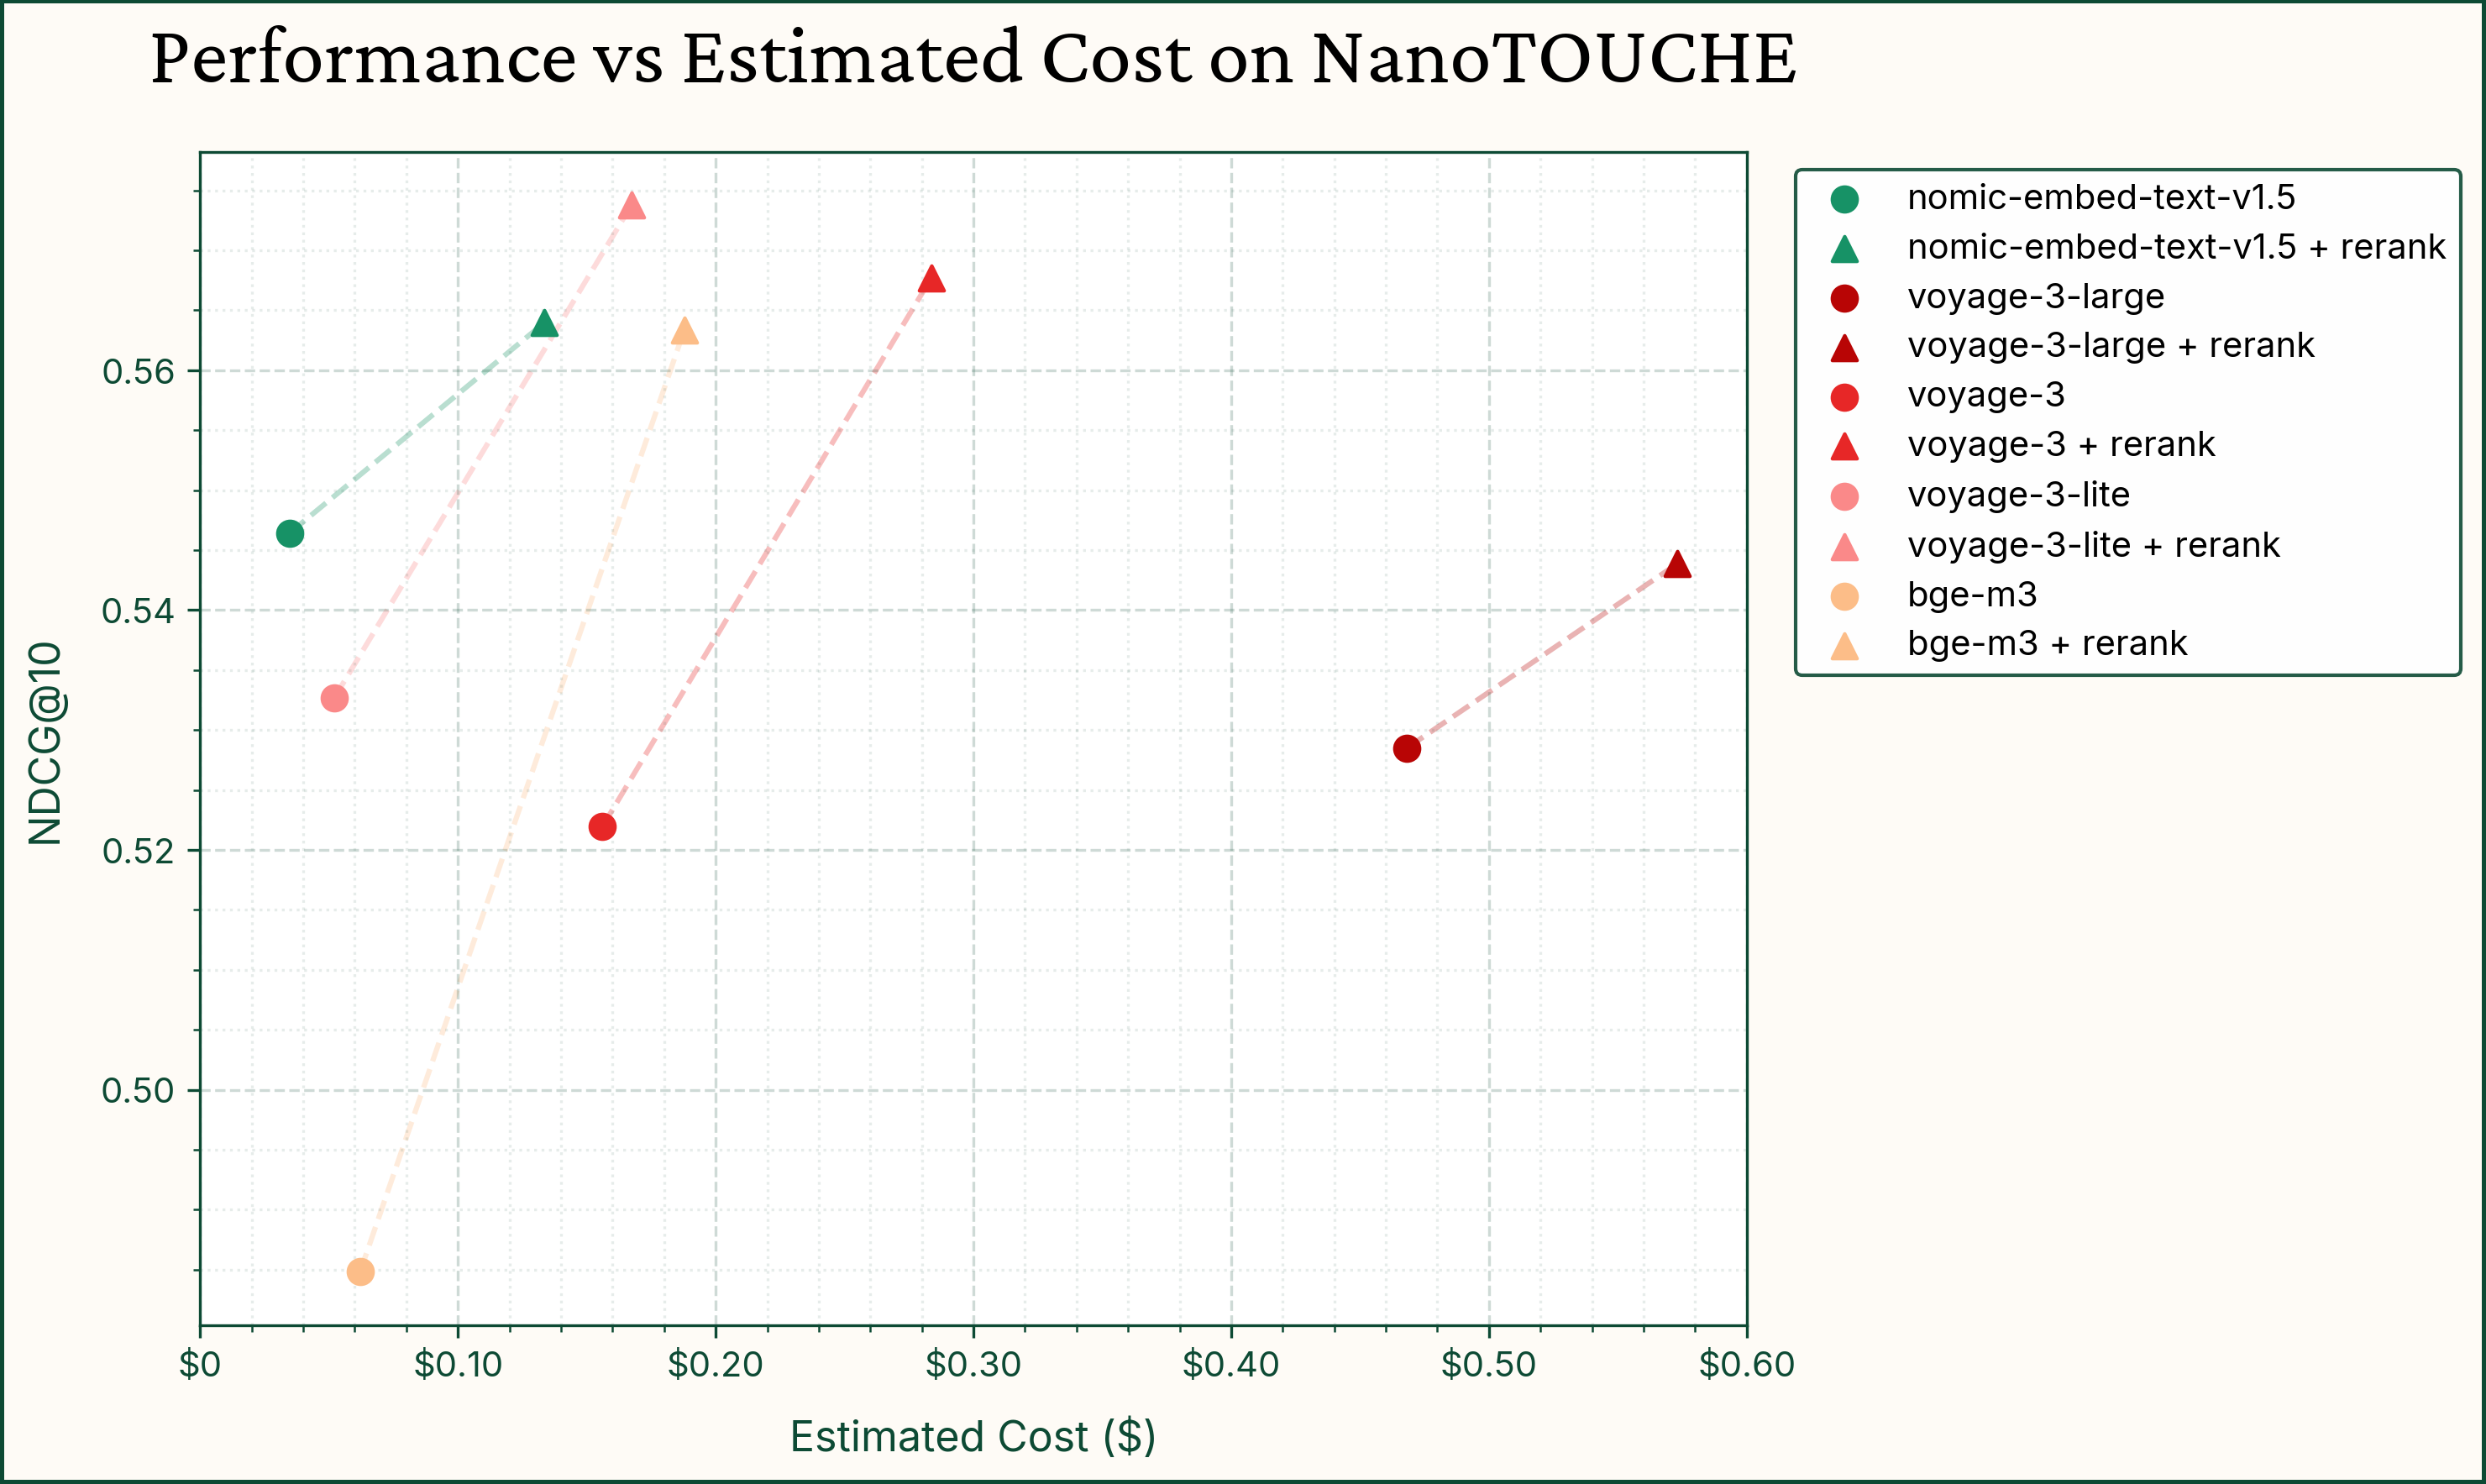 Performance vs Estimated Cost on NanoTOUCHE
nomic-embed-text-v1.5
nomic-embed-text-v1.5 + rerank
voyage-3-large
voyage-3-large + rerank
voyage-3
voyage-3 + rerank
voyage-3-lite
voyage-3-lite + rerank
bge-m3
bge-m3 + rerank
NDCG@10
0.56
0.54
0.52
0.50
$0
$0.10
$0.20
$0.30
$0.40
$0.50
$0.60
Estimated Cost ($)